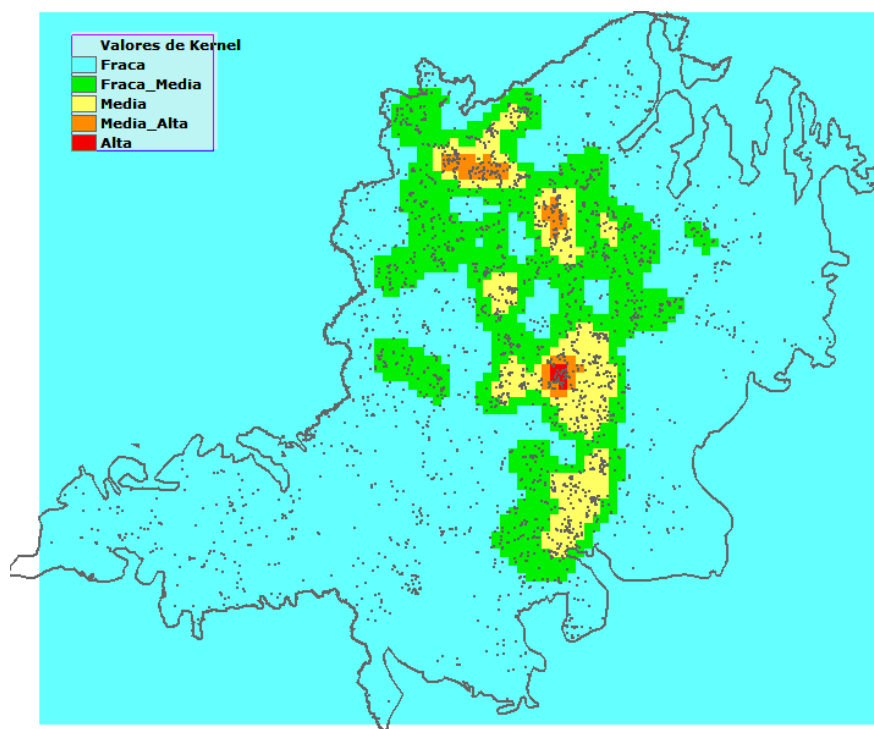 Valores de Kernel
Fraca
Fraca_Media
Media
Media_Alta
Alta